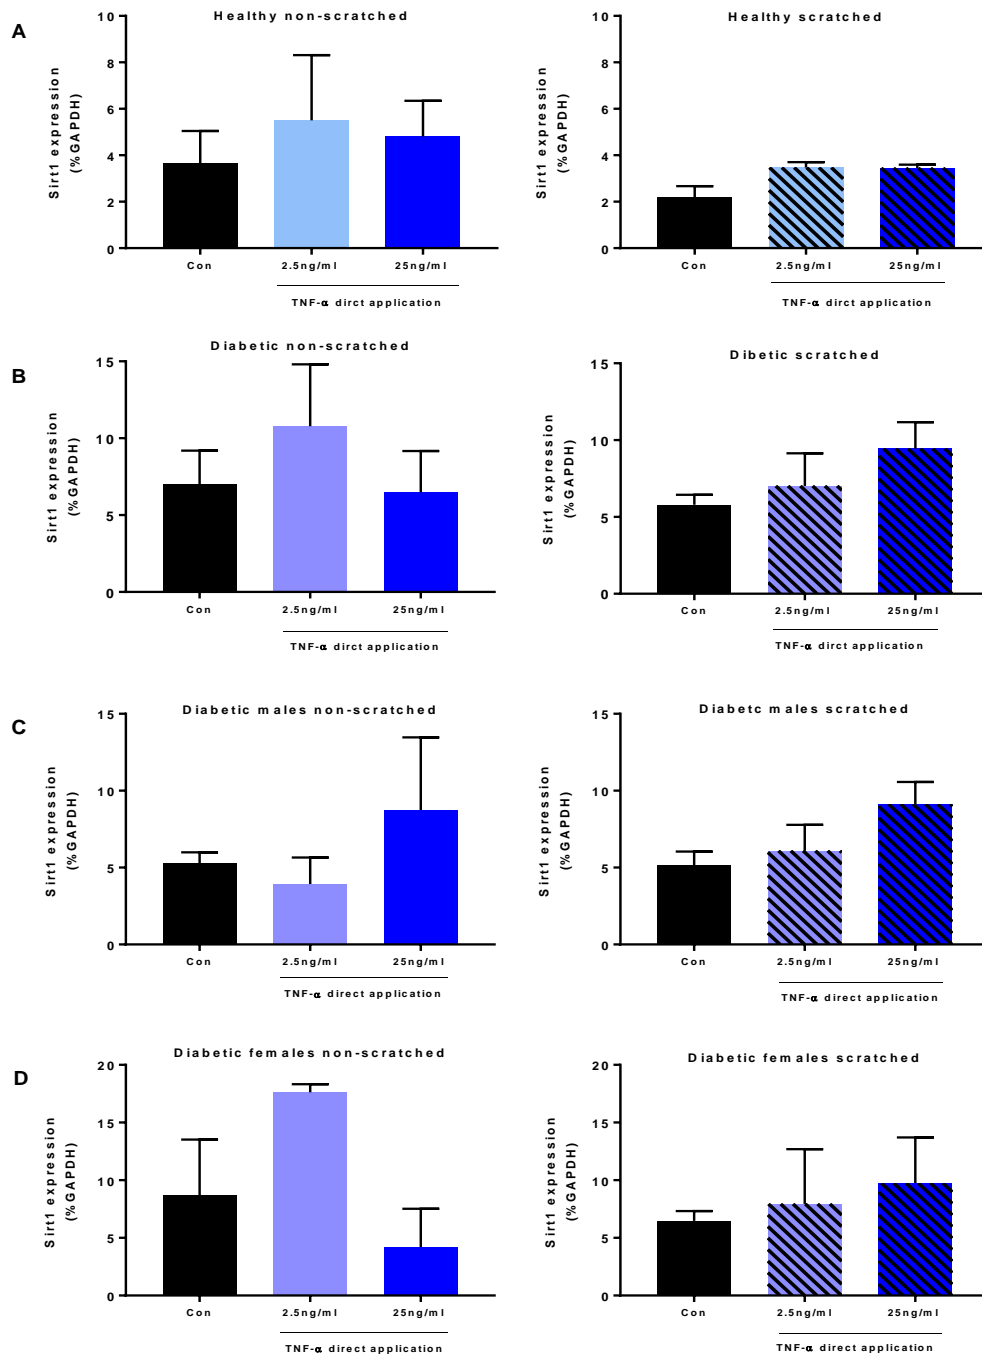 A
Healthy non-scratched
Sirt1 expression
(%GAPDH)
10
8
6
4
2
0
Con
2.5ng/ml
25ng/ml
TNF-α dirct application
Healthy scratched
Sirt1 expression
(%GAPDH)
10
8
6
4
2
0
Con
2.5ng/ml
25ng/ml
TNF-α dirct application
B
Diabetic non-scratched
Sirt1 expression
(%GAPDH)
15
10
5
0
Con
2.5ng/ml
25ng/ml
TNF-α dirct application
Dibetic scratched
Sirt1 expression
(%GAPDH)
15
10
5
0
Con
2.5ng/ml
25ng/ml
TNF-α dirct application
C
Diabetic males non-scratched
Sirt1 expression
(%GAPDH)
15
10
5
0
Con
2.5ng/ml
25ng/ml
TNF-α direct application
Diabetc males scratched
Sirt1 expression
(%GAPDH)
15
10
5
0
Con
2.5ng/ml
25ng/ml
TNF-α dirct application
D
Diabetic females non-scratched
Sirt1 expression
(%GAPDH)
20
15
10
5
0
Con
2.5ng/ml
25ng/ml
TNF-α dirct application
Diabetic females scratched
Sirt1 expression
(%GAPDH)
20
15
10
5
0
Con
2.5ng/ml
25ng/ml
TNF-α dirct application